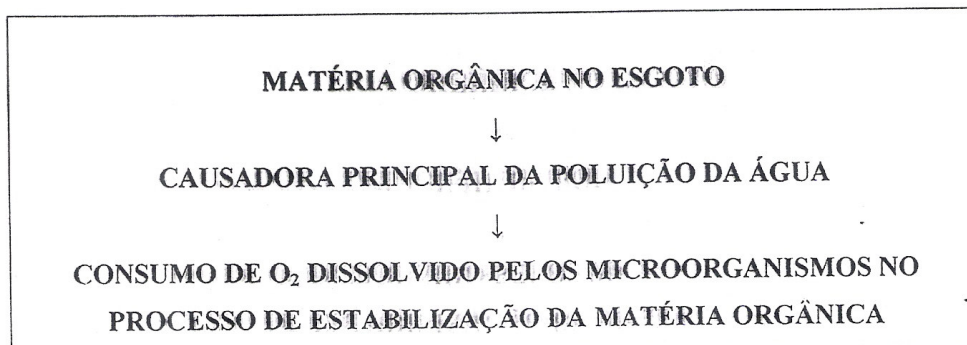 MATÉRIA ORGÂNICA NO ESGOTO
↓
CAUSADORA PRINCIPAL DA POLUIÇÃO DA ÁGUA
↓
CONSUMO DE O₂ DISSOLVIDO PELOS MICROORGANISMOS NO
PROCESSO DE ESTABILIZAÇÃO DA MATÉRIA ORGÂNICA